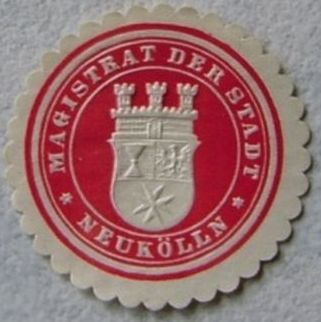 MAGISTRAT DER STADT
* NEUKÖLLN *